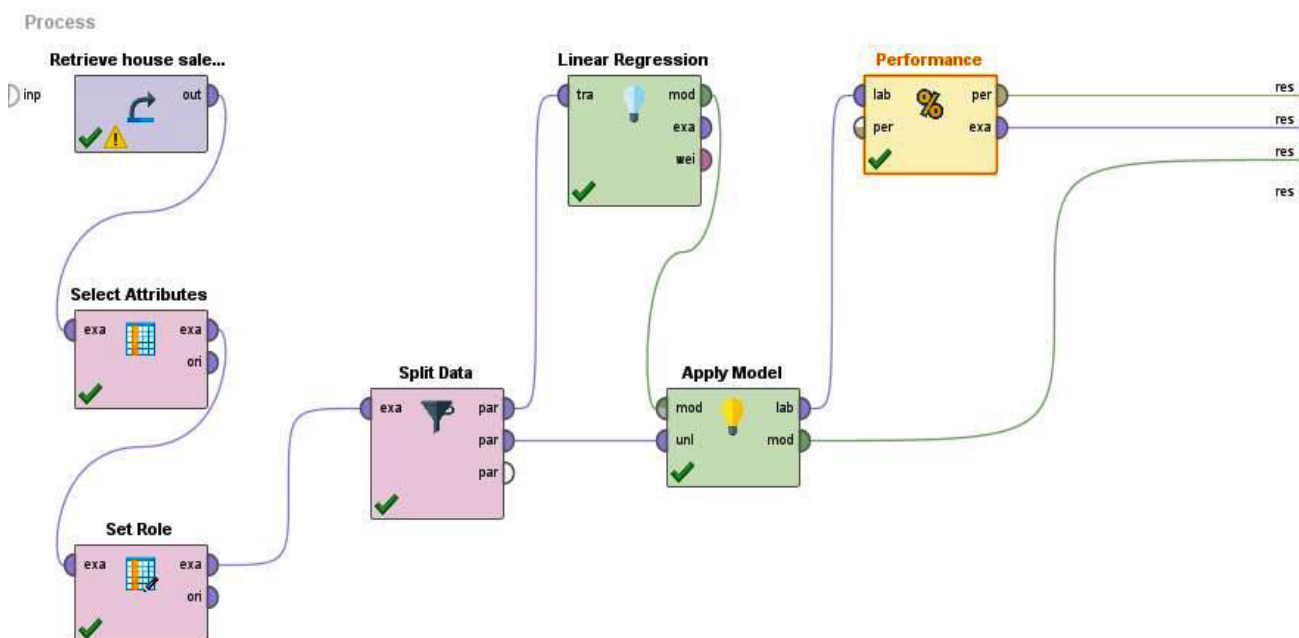 Process
inp
Retrieve house sale...
out
Select Attributes
exa
exa
ori
Set Role
exa
exa
ori
Split Data
exa
par
par
par
Linear Regression
tra
mod
exa
wei
Apply Model
mod
lab
unl
mod
Performance
%
lab
per
per
exa
res
res
res
res